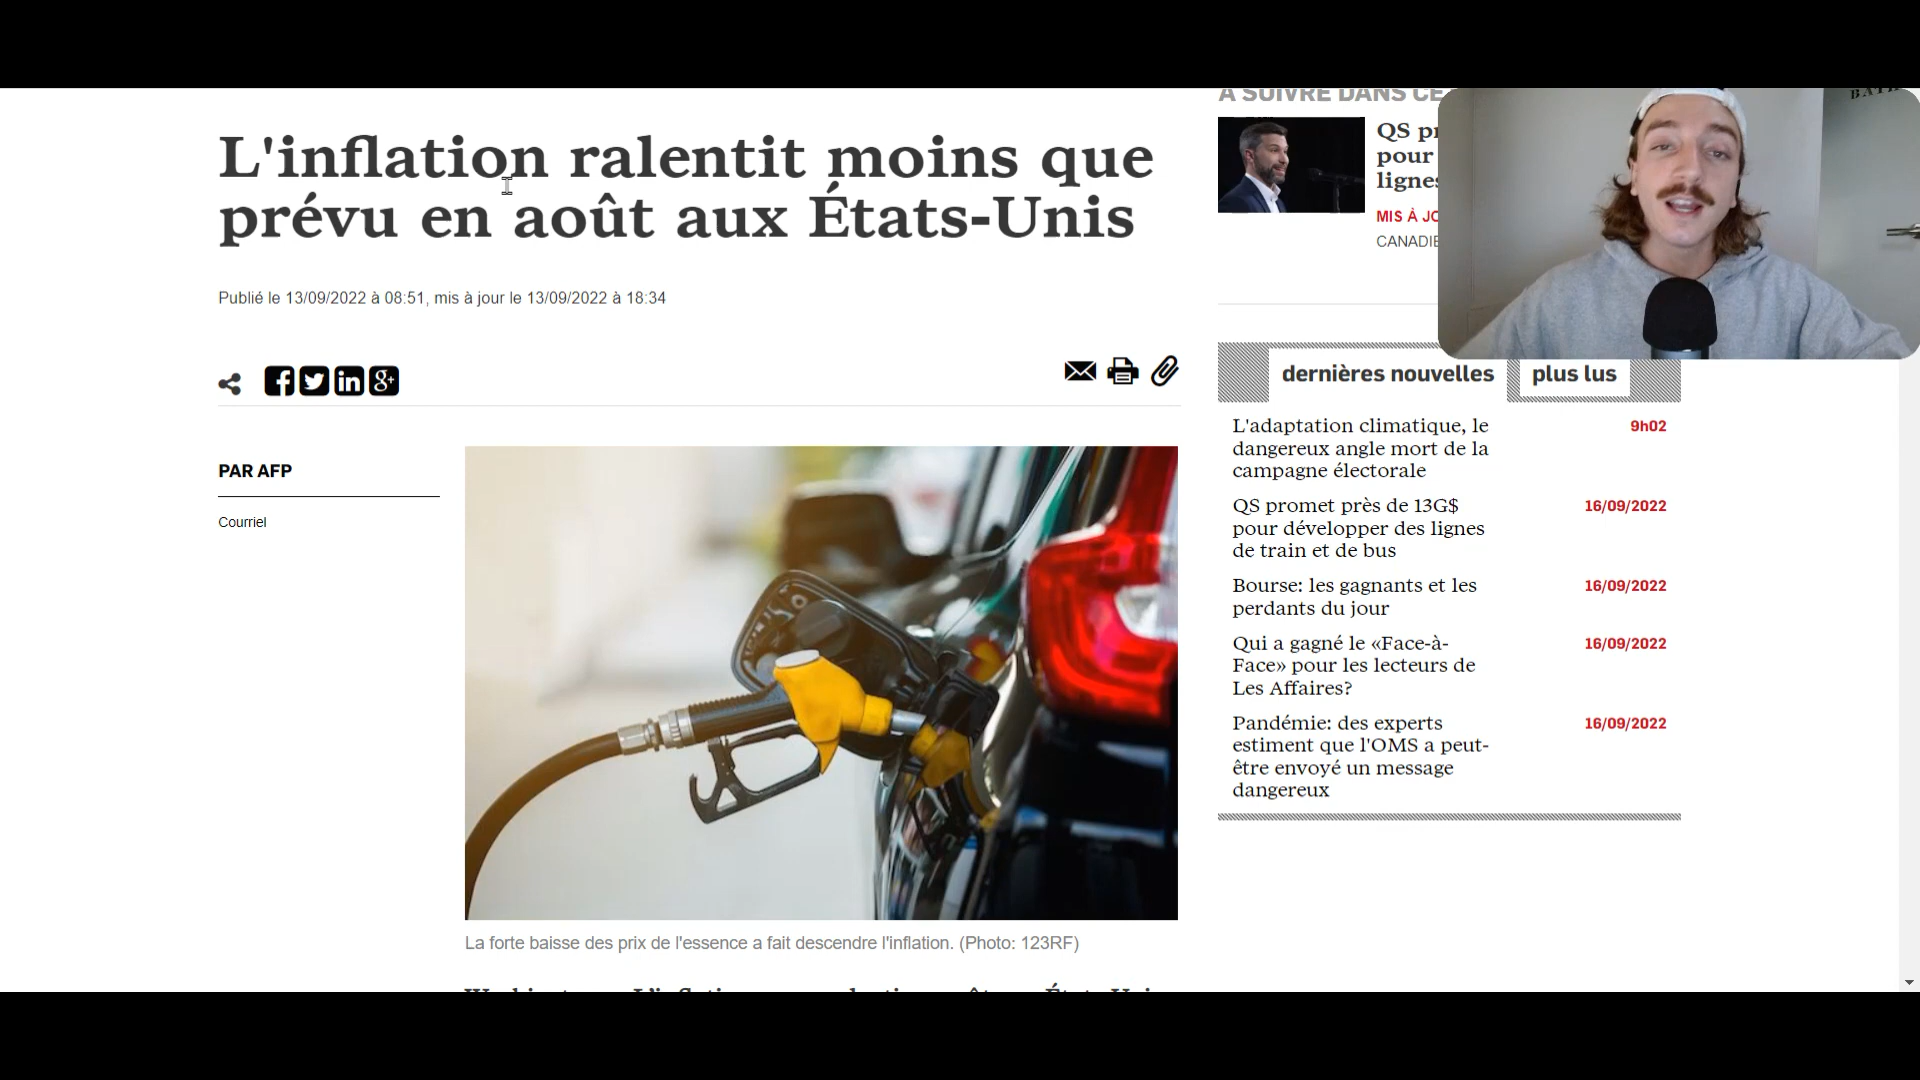 L'inflation ralentit moins que
prévu en août aux États-Unis
Publié le 13/09/2022 à 08:51, mis à jour le 13/09/2022 à 18:34
PAR AFP
Courriel
La forte baisse des prix de l'essence a fait descendre l'inflation. (Photo: 123RF)
À SUIVRE DANS CE
QS
pour
lignes
MIS À
dernières nouvelles
plus lus
L'adaptation climatique, le
dangereux angle mort de la
campagne électorale
9h02
QS promet près de 13G$
pour développer des lignes
de train et de bus
16/09/2022
Bourse: les gagnants et les
perdants du jour
16/09/2022
Qui a gagné le «Face-à-
Face» pour les lecteurs de
Les Affaires?
16/09/2022
Pandémie: des experts
estiment que l'OMS a peut-
être envoyé un message
dangereux
16/09/2022